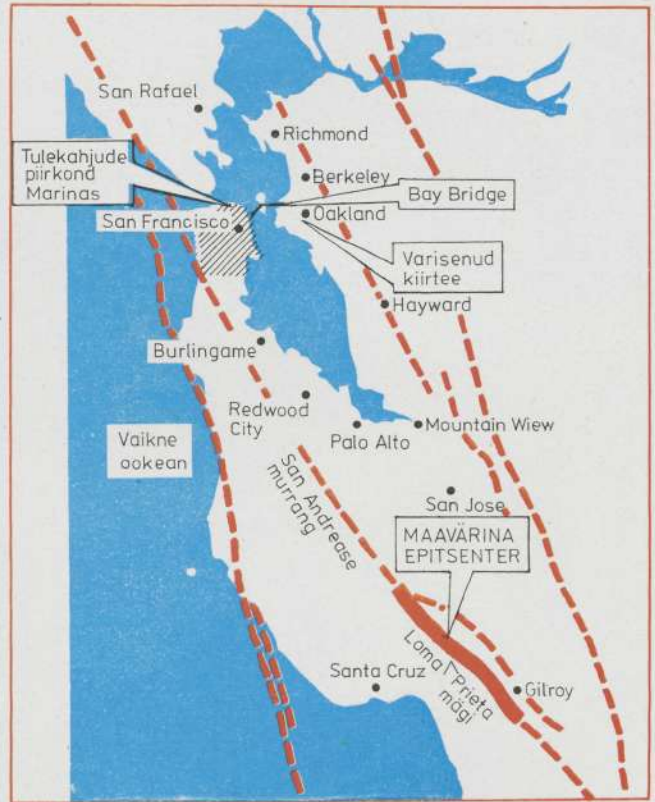 San Rafael
Richmond
Tulekahjude
piirkond
Marinas
Berkeley
Bay Bridge
San Francisco
Oakland
Varisenud
kiirtee
Hayward
Burlingame
Redwood
City
Palo Alto
Mountain Wiew
Vaikne
ookean
San Andrease
murrang
San Jose
MAAVÄRINA
EPITSENTER
Loma Prieta
mägi
Santa Cruz
Gilroy